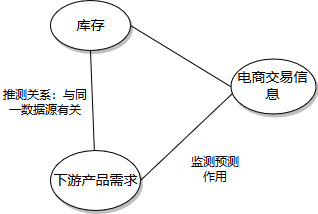 库存
电商交易信
息
推测关系：与同
一数据源有关
监测预测
作用
下游产品需求